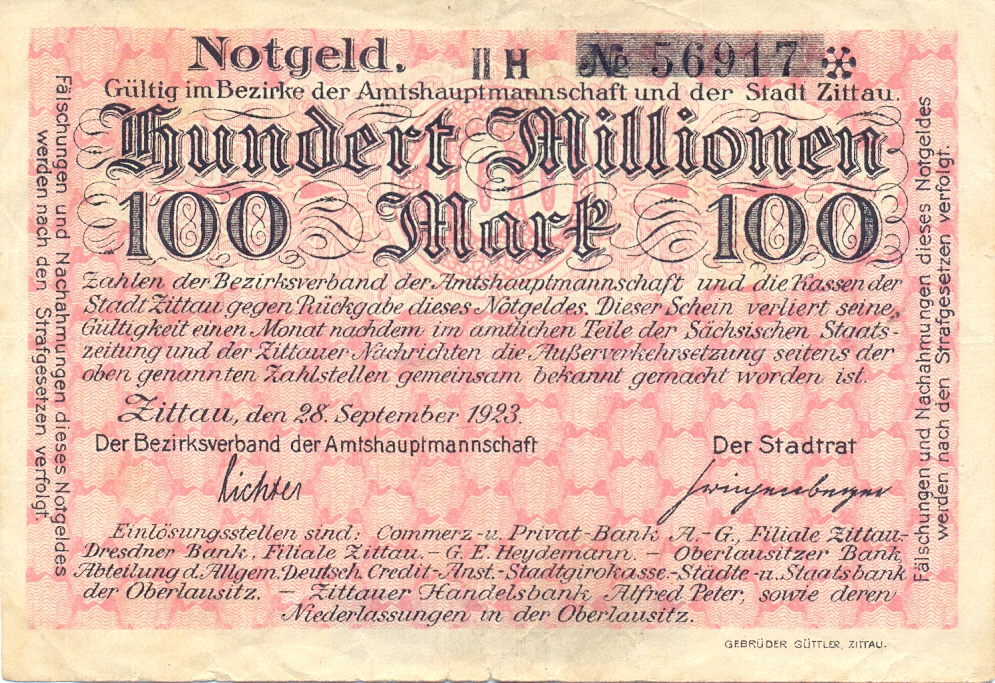 Notgeld. II H № 56917
Gültig im Bezirke der Amtshauptmannschaft und der Stadt Zittau.
Hundert Millionen
100 Mark 100
Zahlen der Bezirksverband der Amtshauptmannschaft und die Kassen der
Stadt Zittau gegen Rückgabe dieses Notgeldes. Dieser Schein verliert seine
Gültigkeit einen Monat nachdem im amtlichen Teile der Sächsischen Staats-
zeitung und der Zittauer Nachrichten die Außerverkehrsetzung seitens der
oben genannten Zahlstellen gemeinsam bekannt gemacht worden ist.
Zittau, den 28. September 1923.
Der Bezirksverband der Amtshauptmannschaft Der Stadtrat
Richter
Einlösungsstellen sind: Commerz- u. Privat-Bank A.-G., Filiale Zittau.-
Dresdner Bank, Filiale Zittau. – G. E. Heydemann. – Oberlausitzer Bank,
Abteilung d. Allgem. Deutsch. Credit-Anst.-Stadtgirokasse.-Städte-u. Staatsbank
der Oberlausitz. – Zittauer Handelsbank Alfred Peter, sowie deren
Niederlassungen in der Oberlausitz.
Fälschungen und Nachahmungen dieses Notgeldes
werden nach den Strafgesetzen verfolgt.
Fälschungen und Nachahmungen dieses Notgeldes
werden nach den Strafgesetzen verfolgt.
GEBRÜDER GÜTTLER, ZITTAU.